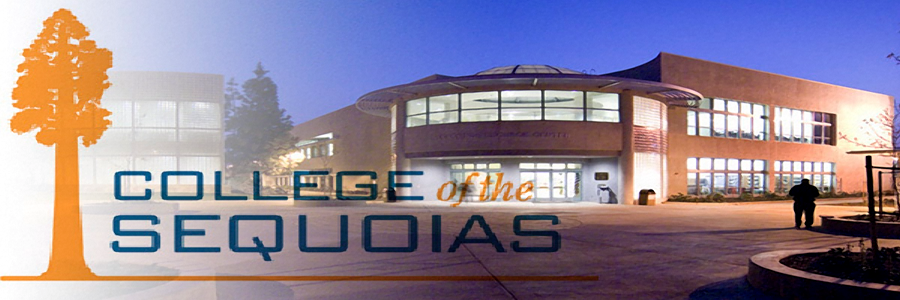 COLLEGE of the
SEQUOIAS